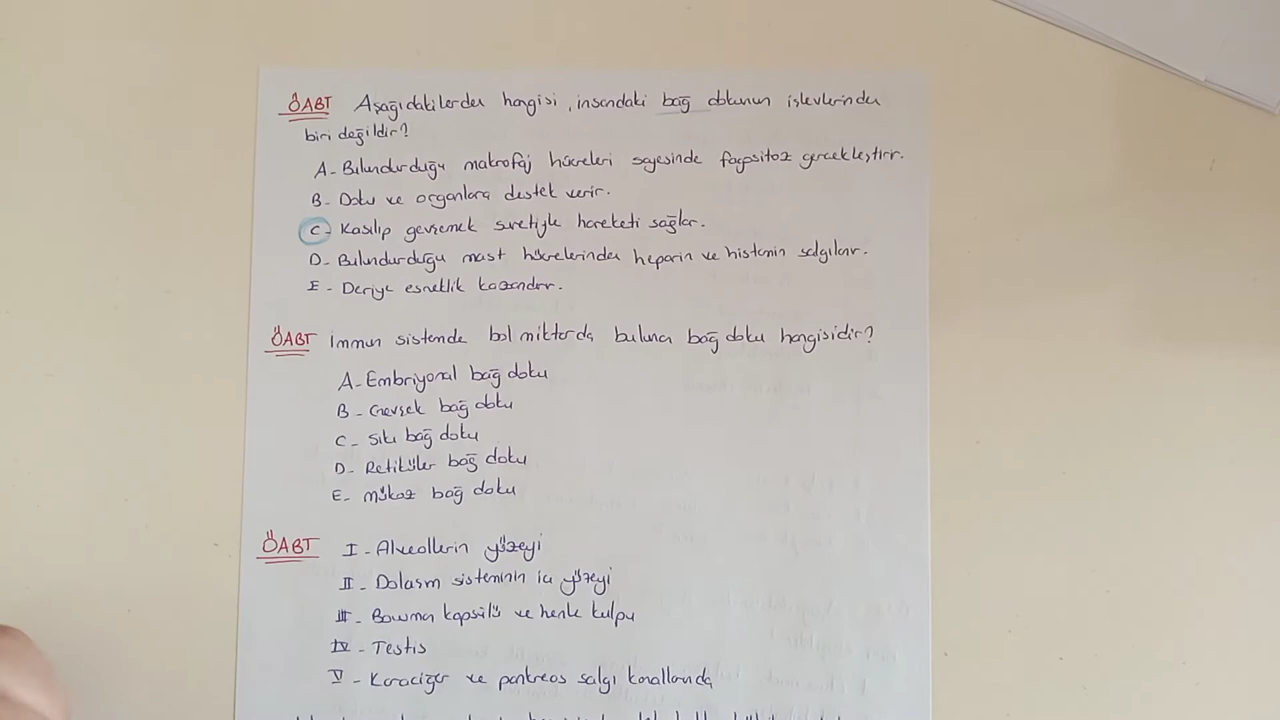 ÖABT Aşağıdakilerden hangisi, insandaki bağ dokunun işlevlerinden
biri değildir?
A- Bulundurduğu makrofaj hücreleri sayesinde fagositoz gerçekleştirir.
B- Doku ve organlara destek verir.
C- Kasılıp gevşemek suretiyle hareketi sağlar.
D- Bulundurduğu mast hücrelerinden heparin ve histamin salgılar.
E- Deriye esneklik kazandırır.
ÖABT İmmun sistemde bol miktarda bulunan bağ doku hangisidir?
A- Embriyonal bağ doku
B- Gevşek bağ doku
C- Sıkı bağ doku
D- Retiküler bağ doku
E- mükoz bağ doku
ÖABT I- Alveollerin yüzeyi
II- Dolaşım sisteminin iç yüzeyi
III- Bowman kapsülü ve henle kulpu
IV- Testis
V- Karaciğer ve pankreas salgı kanallarında